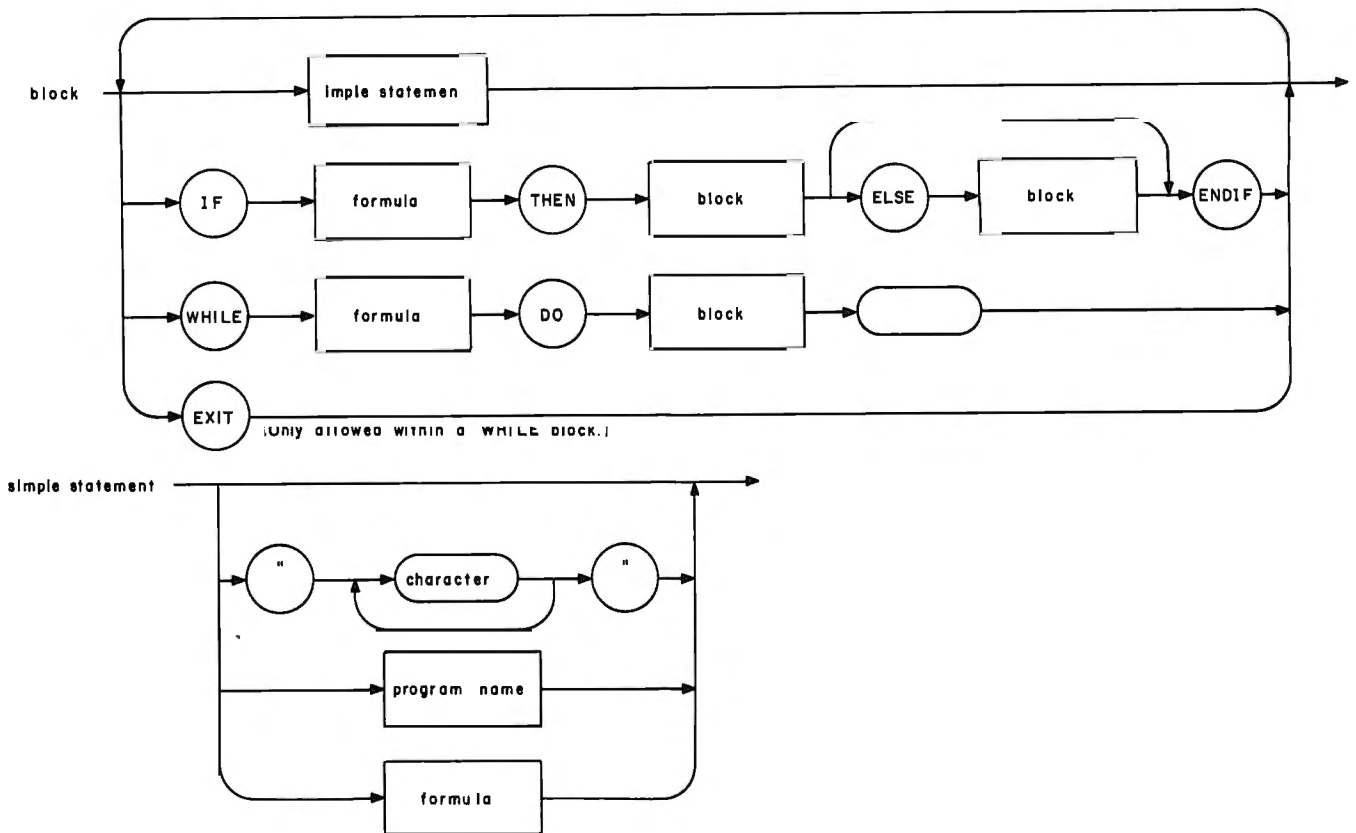 block
imple statemen
IF
formula
THEN
block
ELSE
block
ENDIF
WHILE
formula
DO
block
EXIT
(Only allowed within a WHILE block.)
simple statement
"
character
"
program name
formula